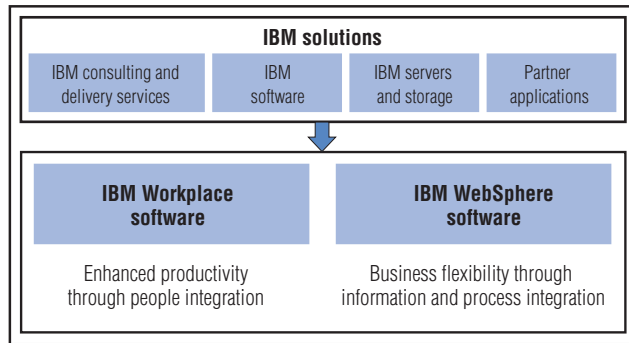 IBM solutions
IBM consulting and
delivery services
IBM
software
IBM servers
and storage
Partner
applications
IBM Workplace
software
Enhanced productivity
through people integration
IBM WebSphere
software
Business flexibility through
information and process integration